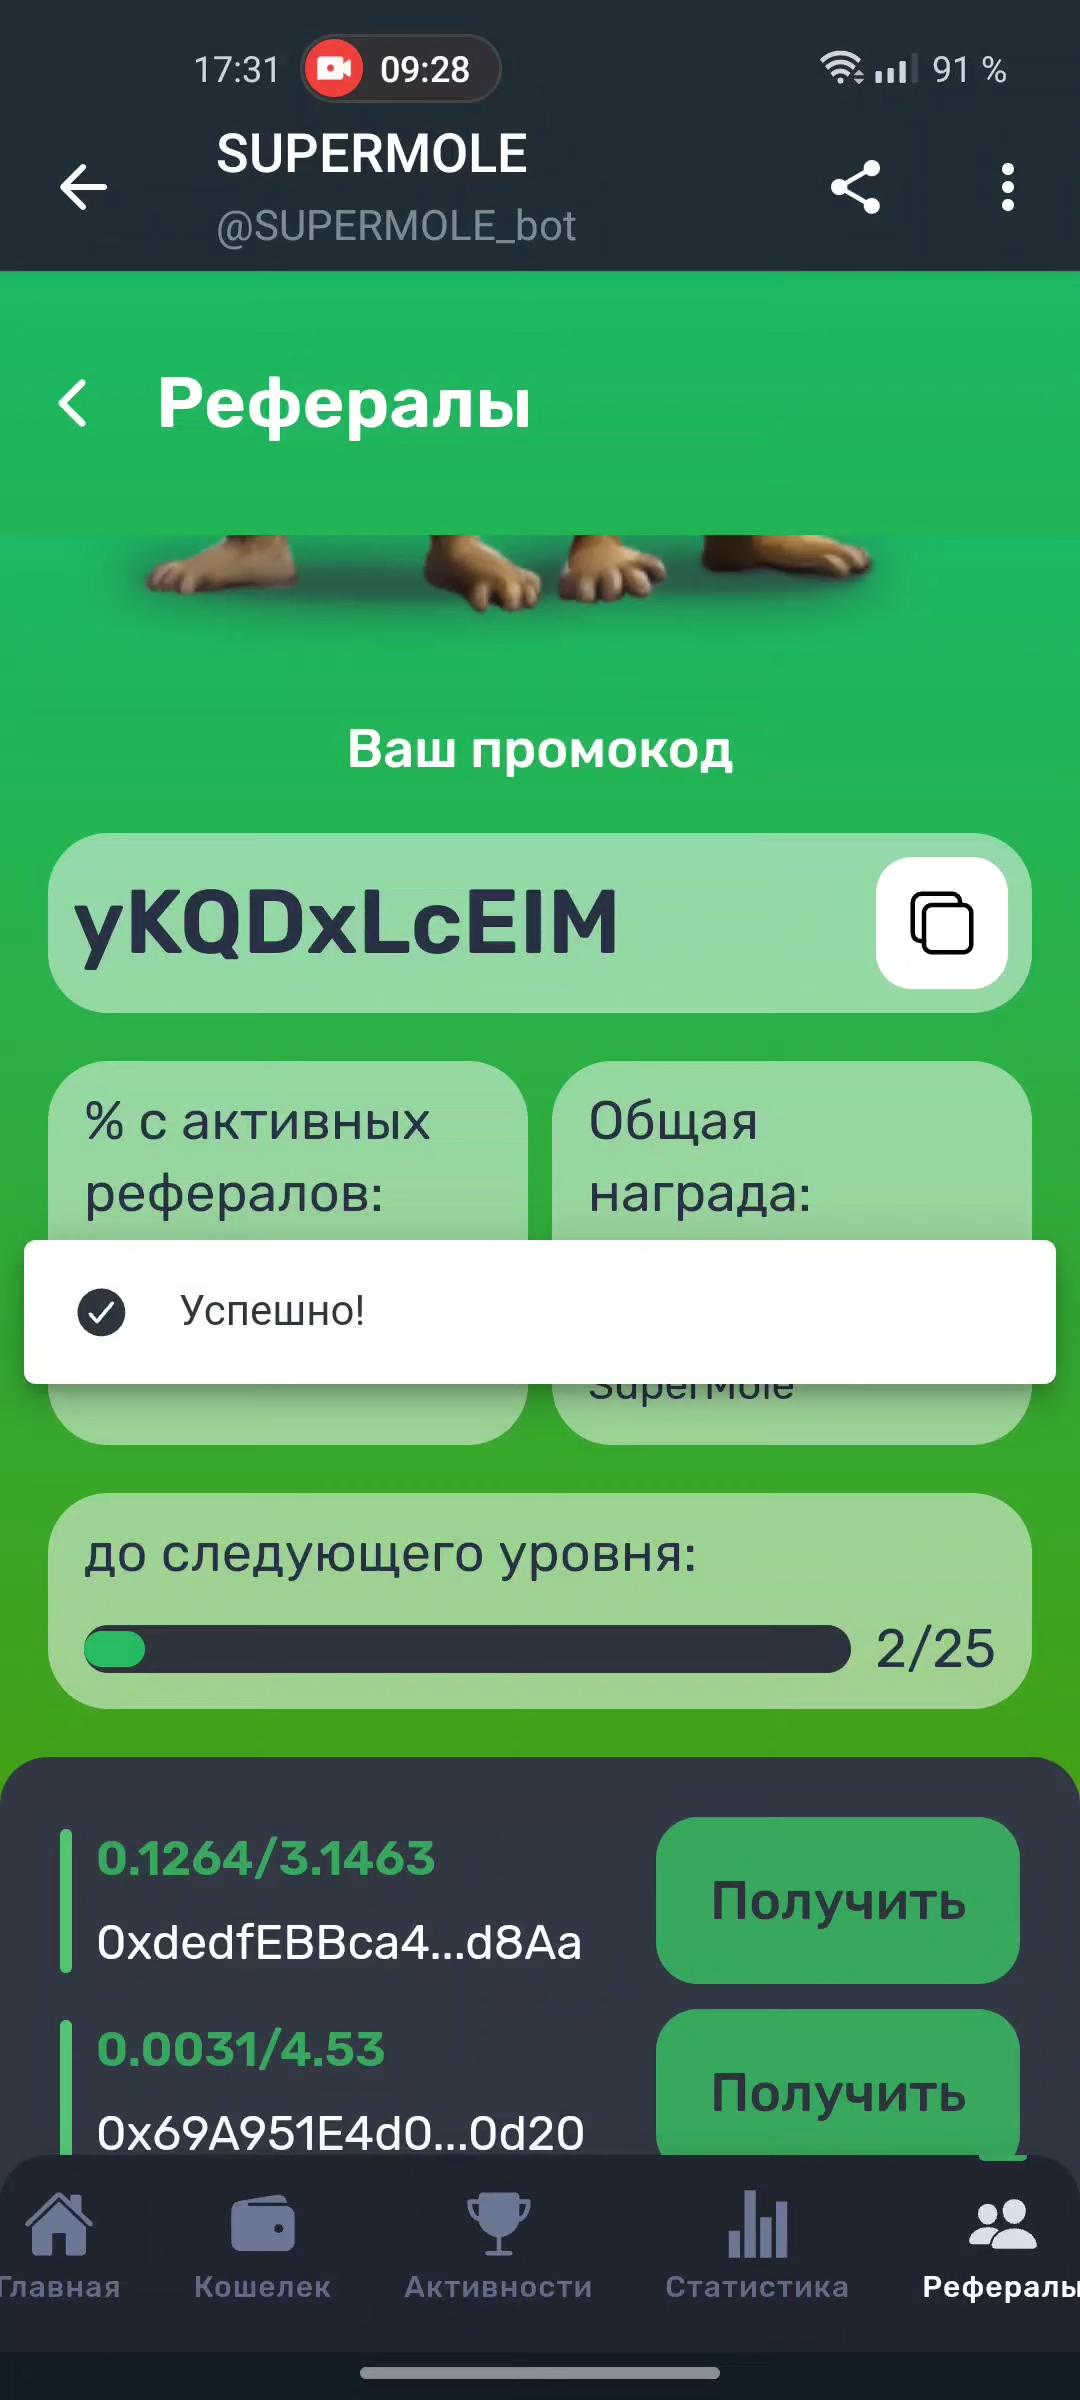 17:31
09:28
91 %
SUPERMOLE
@SUPERMOLE_bot
Рефералы
Ваш промокод
yKQDxLcEIM
% с активных
рефералов:
Общая
награда:
Успешно!
SuperMole
до следующего уровня:
2/25
0.1264/3.1463
0xdedfEBBca4...d8Aa
Получить
0.0031/4.53
0x69A951E4d0...0d20
Получить
Главная
Кошелек
Активности
Статистика
Рефералы